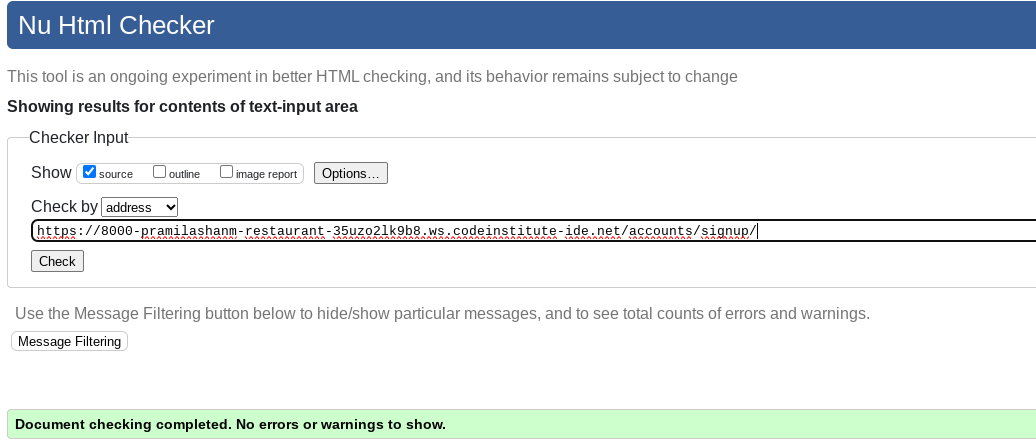 Nu Html Checker
This tool is an ongoing experiment in better HTML checking, and its behavior remains subject to change
Showing results for contents of text-input area
Checker Input
Show source outline image report Options...
Check by address
https://8000-pramilashanm-restaurant-35uzo2lk9b8.ws.codeinstitute-ide.net/accounts/signup/
Check
Use the Message Filtering button below to hide/show particular messages, and to see total counts of errors and warnings.
Message Filtering
Document checking completed. No errors or warnings to show.